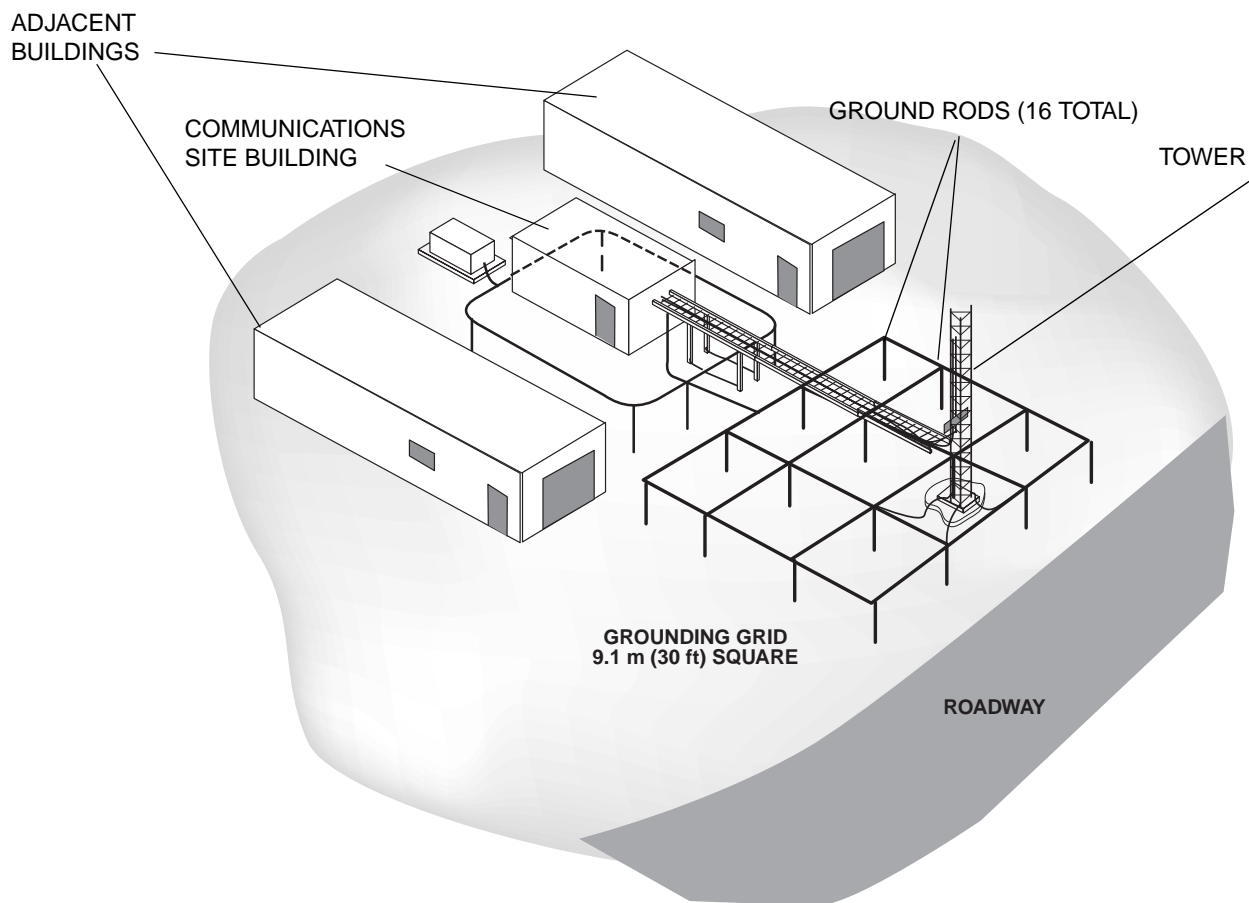 ADJACENT
BUILDINGS
COMMUNICATIONS
SITE BUILDING
GROUND RODS (16 TOTAL)
TOWER
GROUNDING GRID
9.1 m (30 ft) SQUARE
ROADWAY